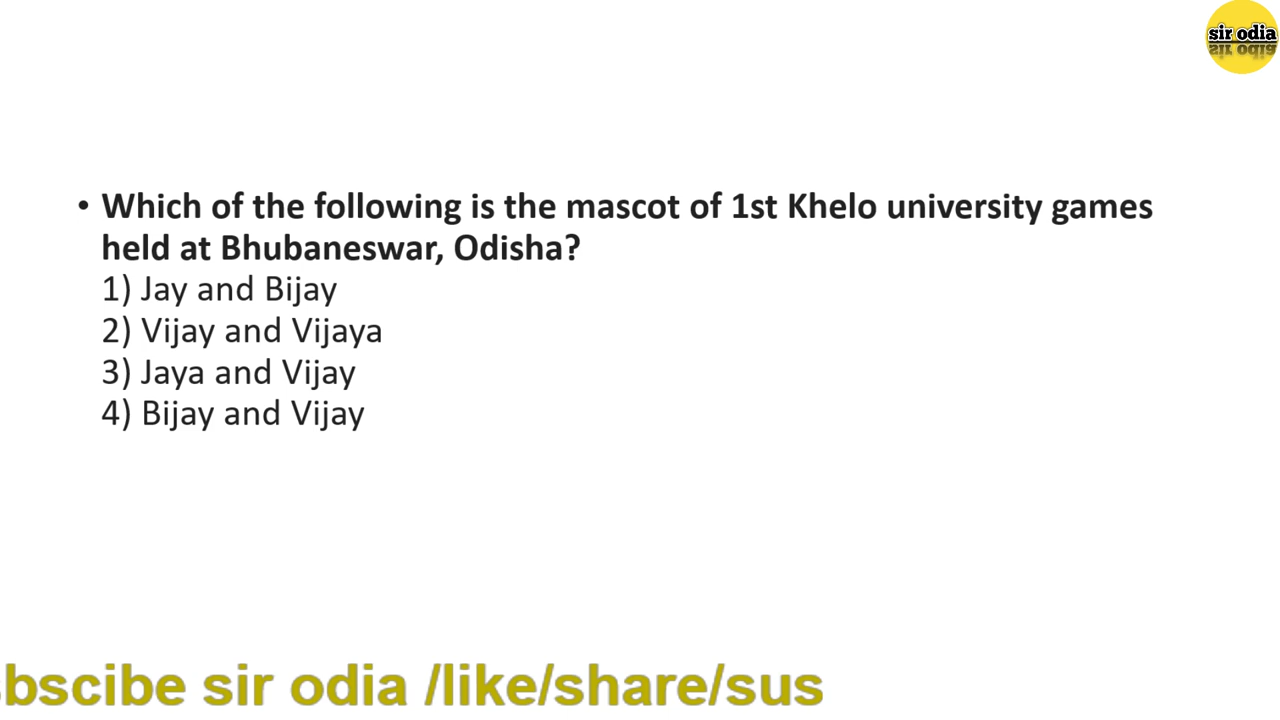 sir odia
• Which of the following is the mascot of 1st Khelo university games
held at Bhubaneswar, Odisha?
1) Jay and Bijay
2) Vijay and Vijaya
3) Jaya and Vijay
4) Bijay and Vijay
bscibe sir odia /like/share/sus